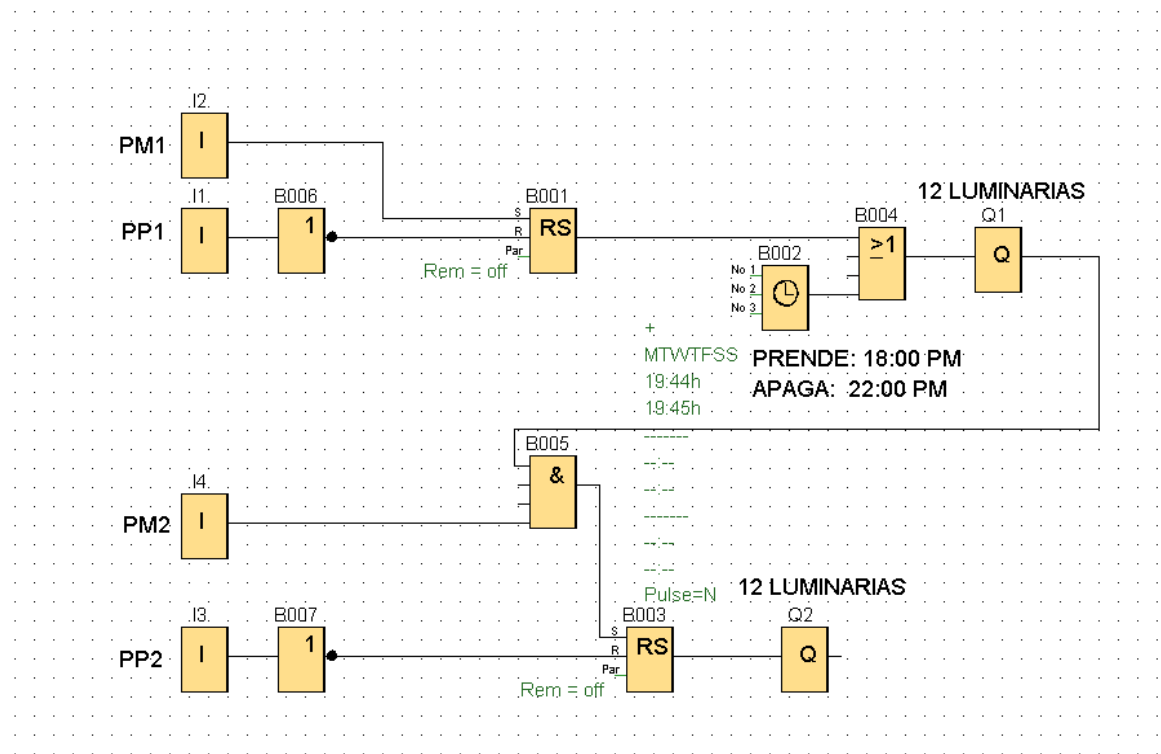 I2
PM1
I
I1
B006
B001
12 LUMINARIAS
PP1
I
1
S
R
Par
RS
B004
Q1
Rem = off
B002
≥1
Q
No 1
No 2
No 3
+
MTWTFSS
19:44h
19:45h
PRENDE: 18:00 PM
APAGA: 22:00 PM
-------
--:--
--:--
-------
--:--
--:--
Pulse=N
B005
&
I4
PM2
I
12 LUMINARIAS
I3
B007
B003
Q2
PP2
I
1
S
R
Par
RS
Q
Rem = off